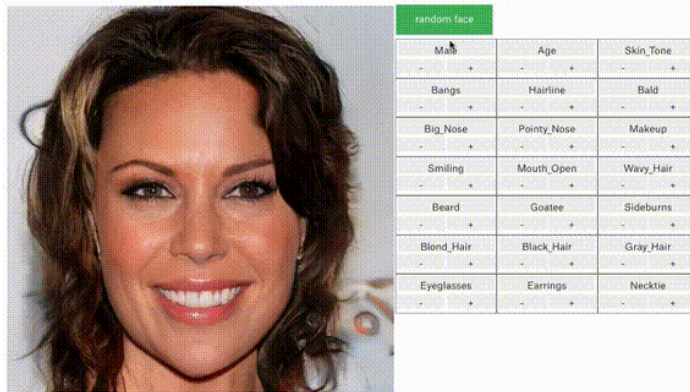 random face
Male Age Skin_Tone
- + - + - +
Bangs Hairline Bald
- + - + - +
Big_Nose Pointy_Nose Makeup
- + - + - +
Smiling Mouth_Open Wavy_Hair
- + - + - +
Beard Goatee Sideburns
- + - + - +
Blond_Hair Black_Hair Gray_Hair
- + - + - +
Eyeglasses Earrings Necktie
- + - + - +